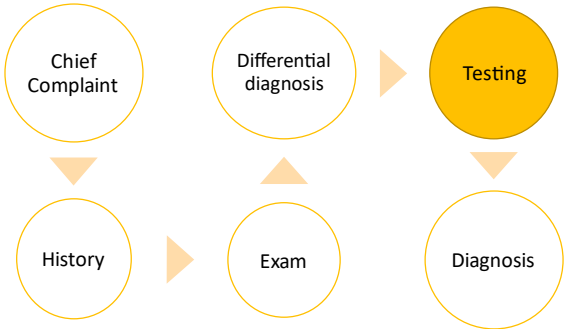 Chief
Complaint
History
Exam
Differential
diagnosis
Testing
Diagnosis